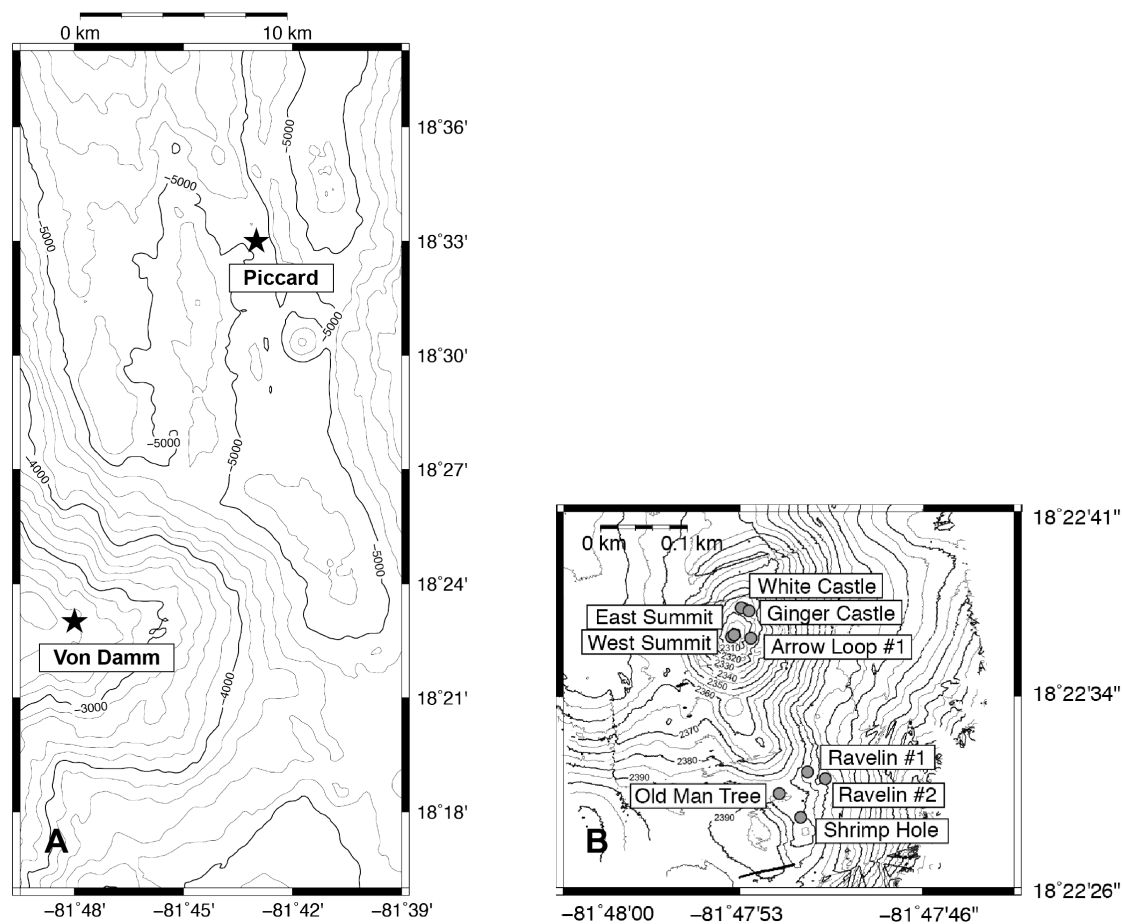 0 km 10 km
18°36'
−5000
−5000
−5000
−5000
18°33'
Piccard
−5000
18°30'
−5000
−5000
18°27'
−4000
18°24'
−5000
Von Damm
−4000
18°21'
−3000
18°18'
A
−81°48' −81°45' −81°42' −81°39'
18°22'41"
0 km 0.1 km
White Castle
East Summit
Ginger Castle
West Summit
Arrow Loop #1
2310
2320
2330
2340
2350
2360
18°22'34"
2370
2380
2390
Ravelin #1
Old Man Tree
Ravelin #2
2390
Shrimp Hole
B
18°22'26"
−81°48'00 −81°47'53 −81°47'46"